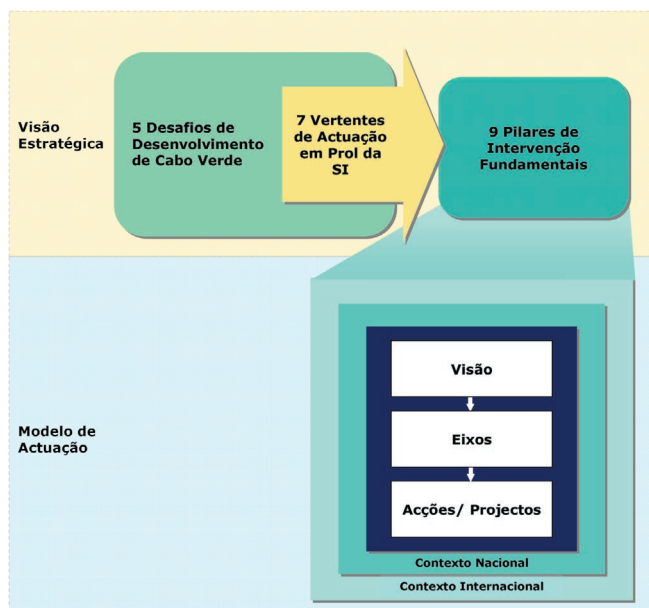 Visão
Estratégica
5 Desafios de
Desenvolvimento
de Cabo Verde
7 Vertentes
de Actuação
em Prol da
SI
9 Pilares de
Intervenção
Fundamentais
Modelo de
Actuação
Visão
Eixos
Acções/ Projectos
Contexto Nacional
Contexto Internacional